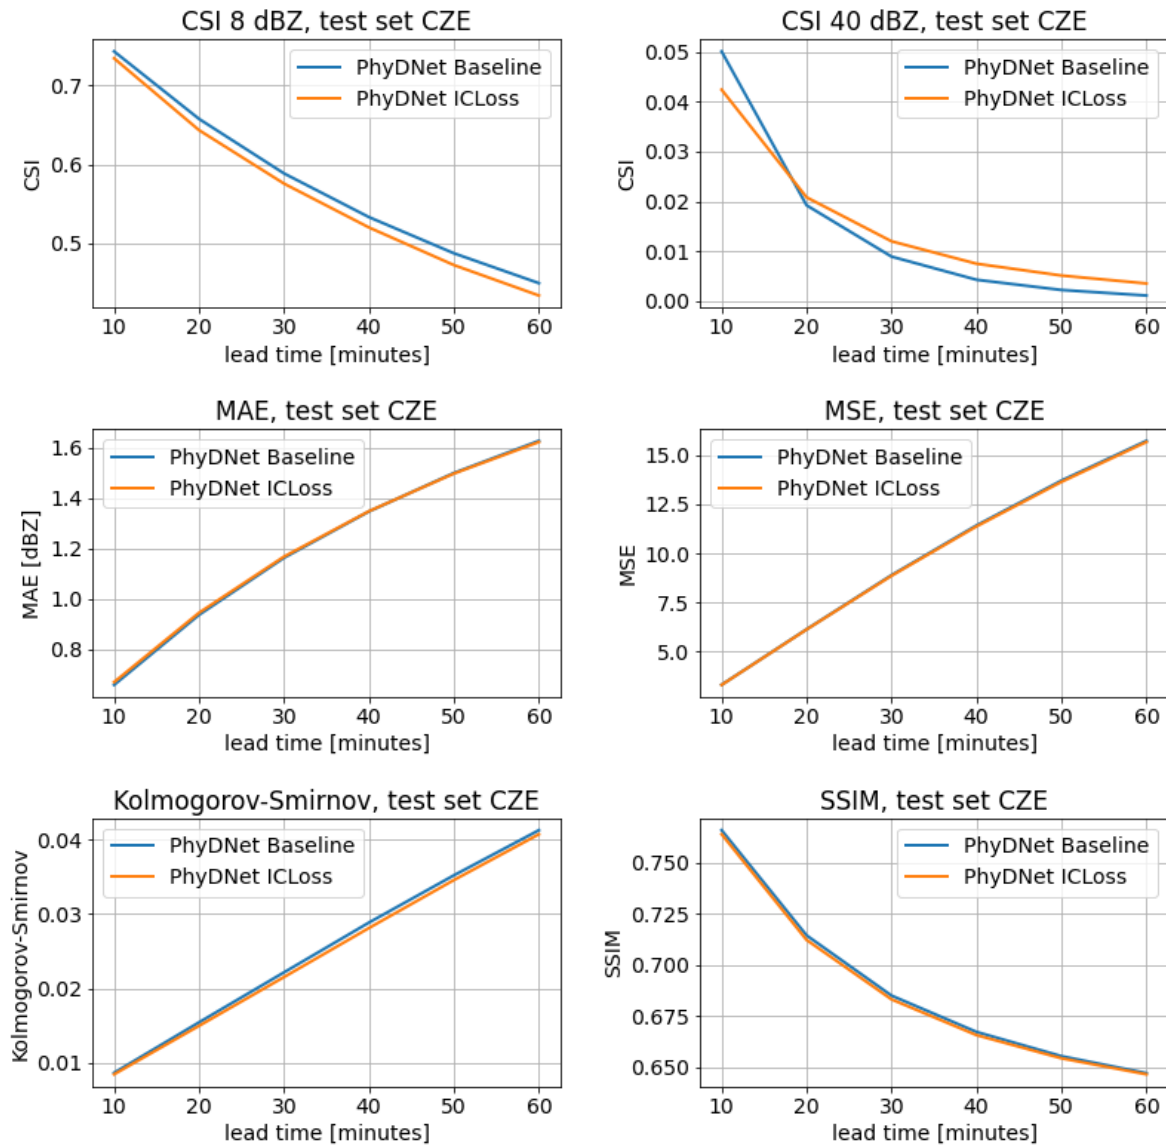 CSI 8 dBZ, test set CZE
PhyDNet Baseline
PhyDNet ICLoss
CSI
0.7
0.6
0.5
10 20 30 40 50 60
lead time [minutes]
CSI 40 dBZ, test set CZE
PhyDNet Baseline
PhyDNet ICLoss
CSI
0.05
0.04
0.03
0.02
0.01
0.00
10 20 30 40 50 60
lead time [minutes]
MAE, test set CZE
PhyDNet Baseline
PhyDNet ICLoss
MAE [dBZ]
1.6
1.4
1.2
1.0
0.8
10 20 30 40 50 60
lead time [minutes]
MSE, test set CZE
PhyDNet Baseline
PhyDNet ICLoss
MSE
15.0
12.5
10.0
7.5
5.0
10 20 30 40 50 60
lead time [minutes]
Kolmogorov-Smirnov, test set CZE
PhyDNet Baseline
PhyDNet ICLoss
Kolmogorov-Smirnov
0.04
0.03
0.02
0.01
10 20 30 40 50 60
lead time [minutes]
SSIM, test set CZE
PhyDNet Baseline
PhyDNet ICLoss
SSIM
0.750
0.725
0.700
0.675
0.650
10 20 30 40 50 60
lead time [minutes]